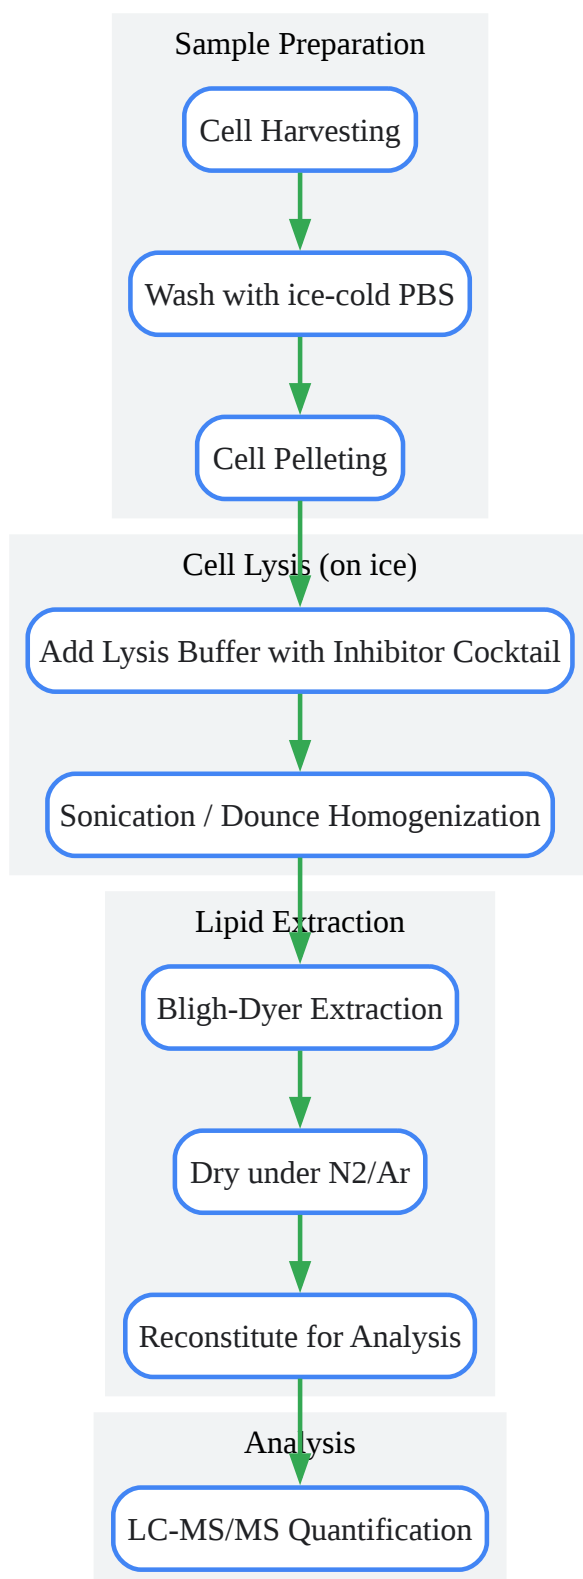 Sample Preparation
Cell Harvesting
Wash with ice-cold PBS
Cell Pelleting
Cell Lysis (on ice)
Add Lysis Buffer with Inhibitor Cocktail
Sonication / Dounce Homogenization
Lipid Extraction
Bligh-Dyer Extraction
Dry under N2/Ar
Reconstitute for Analysis
Analysis
LC-MS/MS Quantification